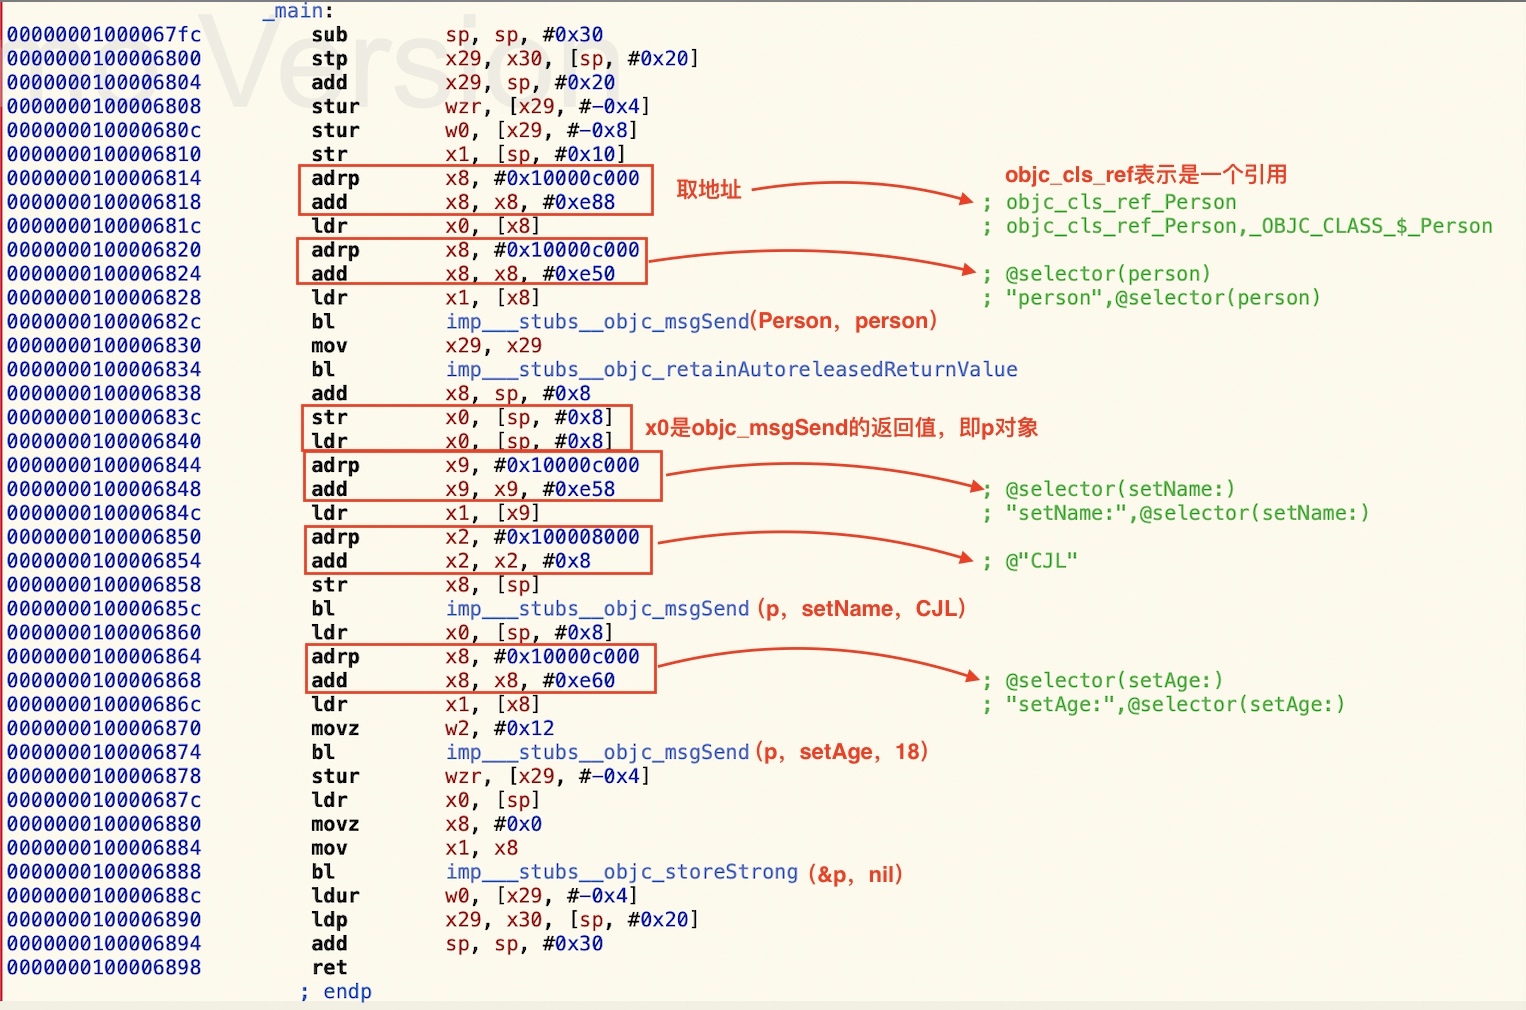 _main:
00000001000067fc sub sp, sp, #0x30
0000000100006800 stp x29, x30, [sp, #0x20]
0000000100006804 add x29, sp, #0x20
0000000100006808 stur wzr, [x29, #-0x4]
000000010000680c stur w0, [x29, #-0x8]
0000000100006810 str x1, [sp, #0x10]
objc_cls_ref表示是一个引用
0000000100006814 adrp x8, #0x10000c000
取地址
0000000100006818 add x8, x8, #0xe88 ; objc_cls_ref_Person
000000010000681c ldr x0, [x8] ; objc_cls_ref_Person,_OBJC_CLASS_$_Person
0000000100006820 adrp x8, #0x10000c000
0000000100006824 add x8, x8, #0xe50 ; @selector(person)
0000000100006828 ldr x1, [x8] ; "person",@selector(person)
000000010000682c bl imp___stubs__objc_msgSend(Person，person)
0000000100006830 mov x29, x29
0000000100006834 bl imp___stubs__objc_retainAutoreleasedReturnValue
0000000100006838 add x8, sp, #0x8
000000010000683c str x0, [sp, #0x8]
x0是objc_msgSend的返回值，即p对象
0000000100006840 ldr x0, [sp, #0x8]
0000000100006844 adrp x9, #0x10000c000
0000000100006848 add x9, x9, #0xe58 ; @selector(setName:)
000000010000684c ldr x1, [x9] ; "setName:",@selector(setName:)
0000000100006850 adrp x2, #0x100008000
0000000100006854 add x2, x2, #0x8 ; @"CJL"
0000000100006858 str x8, [sp]
000000010000685c bl imp___stubs__objc_msgSend (p，setName，CJL)
0000000100006860 ldr x0, [sp, #0x8]
0000000100006864 adrp x8, #0x10000c000
0000000100006868 add x8, x8, #0xe60 ; @selector(setAge:)
000000010000686c ldr x1, [x8] ; "setAge:",@selector(setAge:)
0000000100006870 movz w2, #0x12
0000000100006874 bl imp___stubs__objc_msgSend (p，setAge，18)
0000000100006878 stur wzr, [x29, #-0x4]
000000010000687c ldr x0, [sp]
0000000100006880 movz x8, #0x0
0000000100006884 mov x1, x8
0000000100006888 bl imp___stubs__objc_storeStrong (&p，nil)
000000010000688c ldur w0, [x29, #-0x4]
0000000100006890 ldp x29, x30, [sp, #0x20]
0000000100006894 add sp, sp, #0x30
0000000100006898 ret
; endp
Version